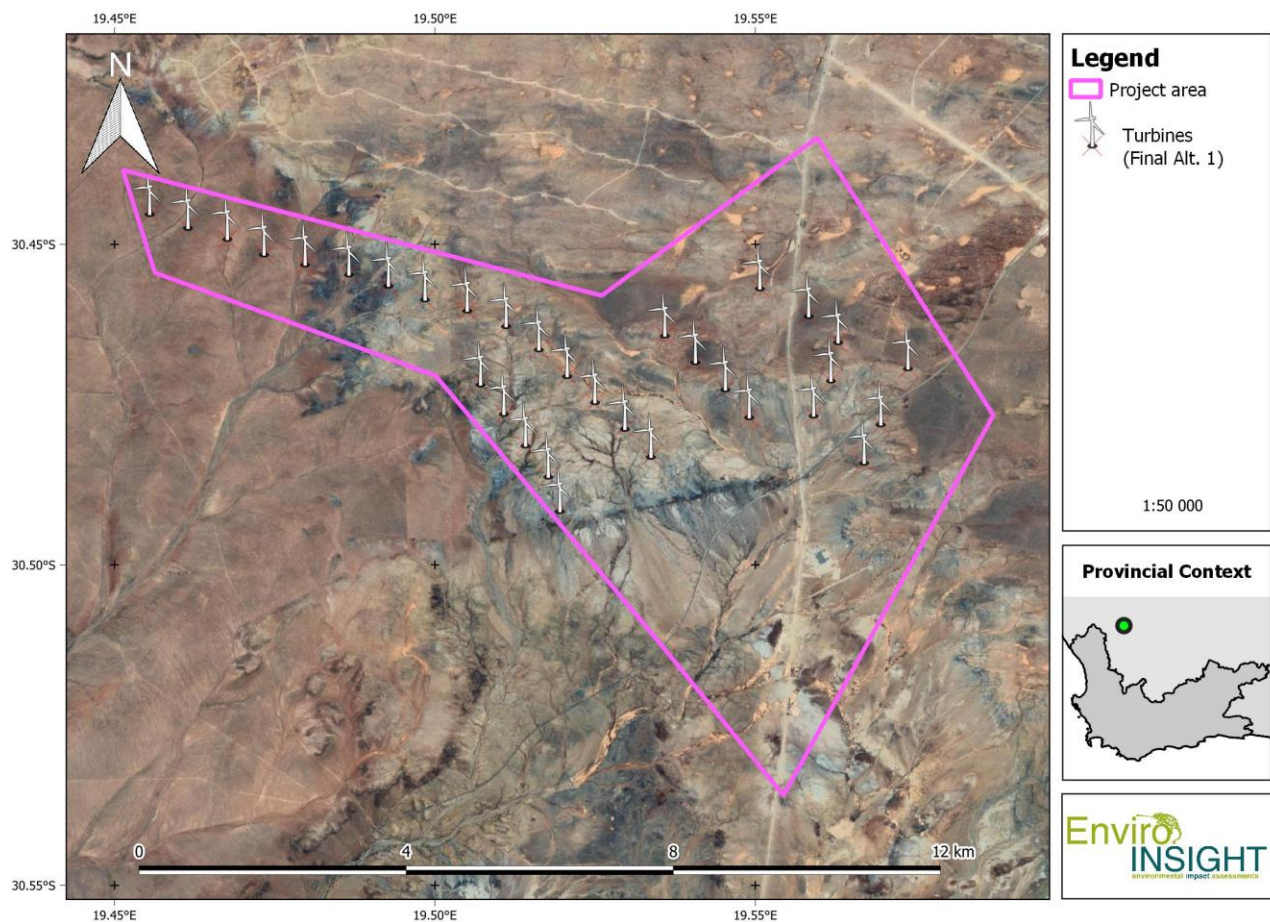 19.45°E
19.50°E
19.55°E
N
30.45°S
30.50°S
30.55°S
0
4
8
12 km
19.45°E
19.50°E
19.55°E
Legend
Project area
Turbines
(Final Alt. 1)
1:50 000
Provincial Context
Enviro
INSIGHT
environmental impact assessments